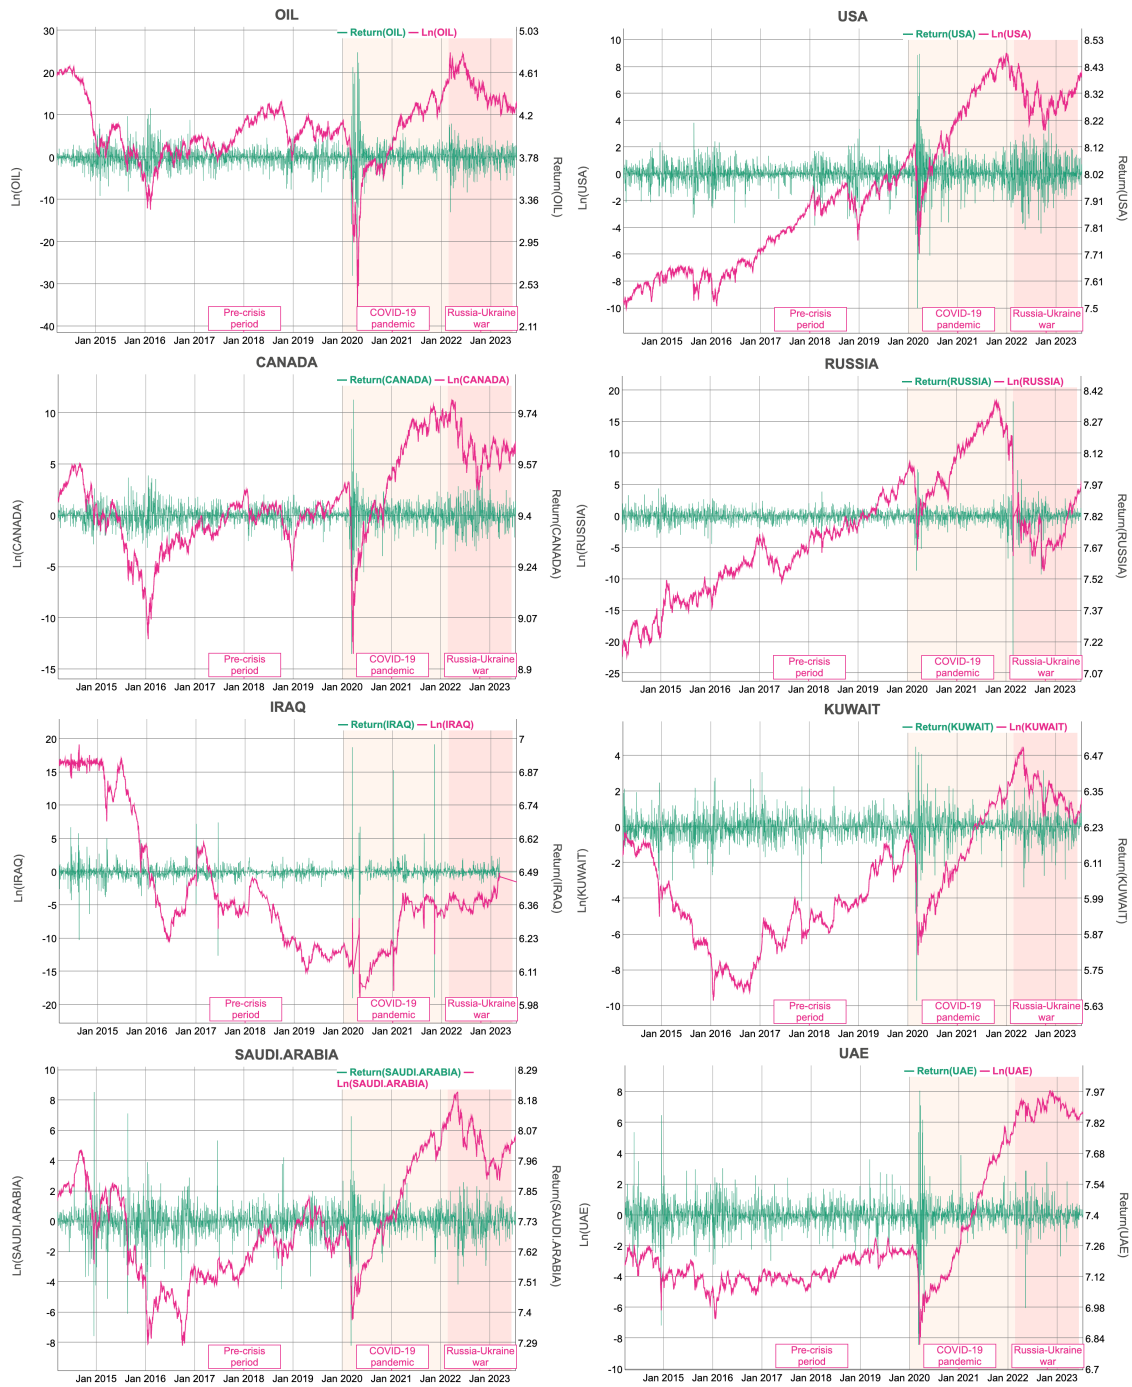 OIL
Return(OIL) Ln(OIL)
30
20
10
0
-10
-20
-30
-40
5.03
4.61
4.2
3.78
3.36
2.95
2.53
2.11
Ln(OIL)
Return(OIL)
Pre-crisis
period
COVID-19
pandemic
Russia-Ukraine
war
Jan 2015 Jan 2016 Jan 2017 Jan 2018 Jan 2019 Jan 2020 Jan 2021 Jan 2022 Jan 2023
USA
Return(USA) Ln(USA)
10
8
6
4
2
0
-2
-4
-6
-8
-10
8.53
8.43
8.32
8.22
8.12
8.02
7.91
7.81
7.71
7.61
7.5
Ln(USA)
Return(USA)
Pre-crisis
period
COVID-19
pandemic
Russia-Ukraine
war
Jan 2015 Jan 2016 Jan 2017 Jan 2018 Jan 2019 Jan 2020 Jan 2021 Jan 2022 Jan 2023
CANADA
Return(CANADA) Ln(CANADA)
10
5
0
-5
-10
-15
9.74
9.57
9.4
9.24
9.07
8.9
Ln(CANADA)
Return(CANADA)
Pre-crisis
period
COVID-19
pandemic
Russia-Ukraine
war
Jan 2015 Jan 2016 Jan 2017 Jan 2018 Jan 2019 Jan 2020 Jan 2021 Jan 2022 Jan 2023
RUSSIA
Return(RUSSIA) Ln(RUSSIA)
20
15
10
5
0
-5
-10
-15
-20
-25
8.42
8.27
8.12
7.97
7.82
7.67
7.52
7.37
7.22
7.07
Ln(RUSSIA)
Return(RUSSIA)
Pre-crisis
period
COVID-19
pandemic
Russia-Ukraine
war
Jan 2015 Jan 2016 Jan 2017 Jan 2018 Jan 2019 Jan 2020 Jan 2021 Jan 2022 Jan 2023
IRAQ
Return(IRAQ) Ln(IRAQ)
20
15
10
5
0
-5
-10
-15
-20
7
6.87
6.74
6.62
6.49
6.36
6.23
6.11
5.98
Ln(IRAQ)
Return(IRAQ)
Pre-crisis
period
COVID-19
pandemic
Russia-Ukraine
war
Jan 2015 Jan 2016 Jan 2017 Jan 2018 Jan 2019 Jan 2020 Jan 2021 Jan 2022 Jan 2023
KUWAIT
Return(KUWAIT) Ln(KUWAIT)
4
2
0
-2
-4
-6
-8
-10
6.47
6.35
6.23
6.11
5.99
5.87
5.75
5.63
Ln(KUWAIT)
Return(KUWAIT)
Pre-crisis
period
COVID-19
pandemic
Russia-Ukraine
war
Jan 2015 Jan 2016 Jan 2017 Jan 2018 Jan 2019 Jan 2020 Jan 2021 Jan 2022 Jan 2023
SAUDI.ARABIA
Return(SAUDI.ARABIA)
Ln(SAUDI.ARABIA)
10
8
6
4
2
0
-2
-4
-6
-8
8.29
8.18
8.07
7.96
7.85
7.73
7.62
7.51
7.4
7.29
Ln(SAUDI.ARABIA)
Return(SAUDI.ARABIA)
Pre-crisis
period
COVID-19
pandemic
Russia-Ukraine
war
Jan 2015 Jan 2016 Jan 2017 Jan 2018 Jan 2019 Jan 2020 Jan 2021 Jan 2022 Jan 2023
UAE
Return(UAE) Ln(UAE)
8
6
4
2
0
-2
-4
-6
-8
-10
7.97
7.82
7.68
7.54
7.4
7.26
7.12
6.98
6.84
6.7
Ln(UAE)
Return(UAE)
Pre-crisis
period
COVID-19
pandemic
Russia-Ukraine
war
Jan 2015 Jan 2016 Jan 2017 Jan 2018 Jan 2019 Jan 2020 Jan 2021 Jan 2022 Jan 2023